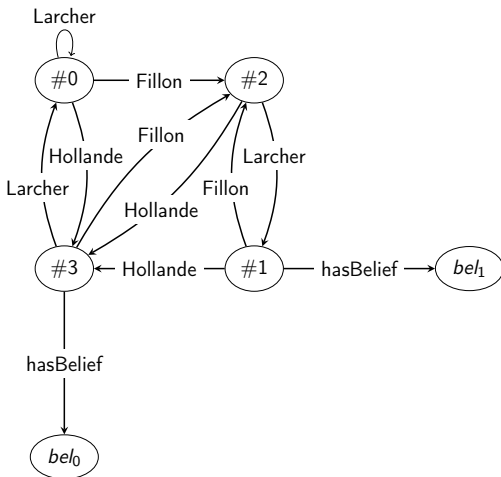 Larcher
#0
Fillon
#2
Hollande
Fillon
Larcher
Larcher
Fillon
Hollande
#3
Hollande
#1
hasBelief
bel₁
hasBelief
bel₀